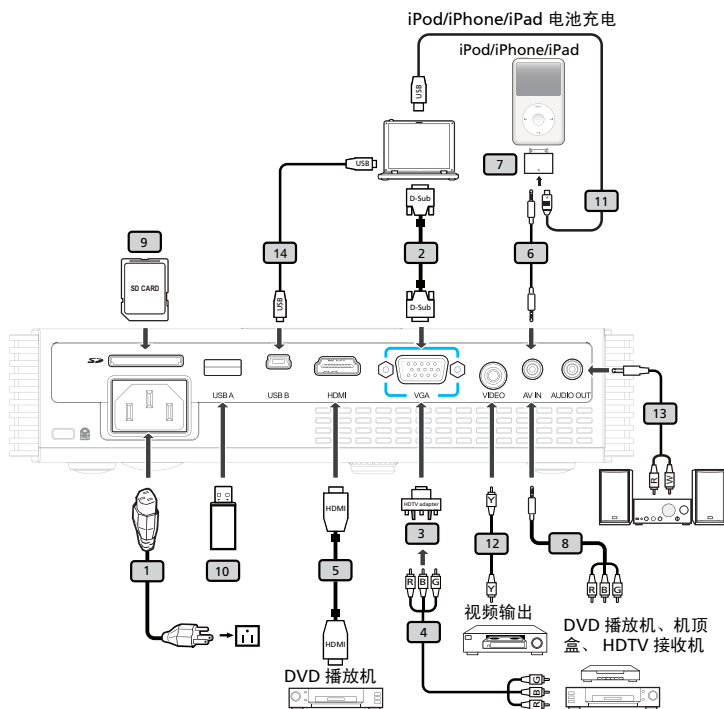 iPod/iPhone/iPad 电池充电
iPod/iPhone/iPad
USB
7
USB
D-Sub
11
9
14
2
6
SD CARD
USB
D-Sub
SD
USB A
USB B
HDMI
VGA
VIDEO
AV IN
AUDIO OUT
13
R
W
HDMI
HDTV adapter
Y
3
1
10
5
12
8
R
B
G
Y
R
B
G
4
视频输出
HDMI
DVD 播放机
DVD 播放机、机顶
盒、 HDTV 接收机
G
B
R